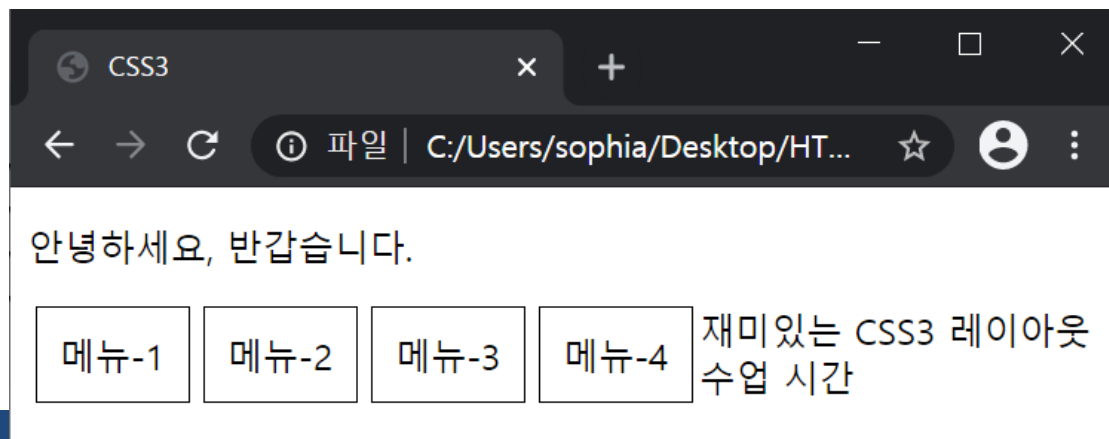 CSS3
파일 | C:/Users/sophia/Desktop/HT...
안녕하세요, 반갑습니다.
메뉴-1 메뉴-2 메뉴-3 메뉴-4 재미있는 CSS3 레이아웃
수업 시간